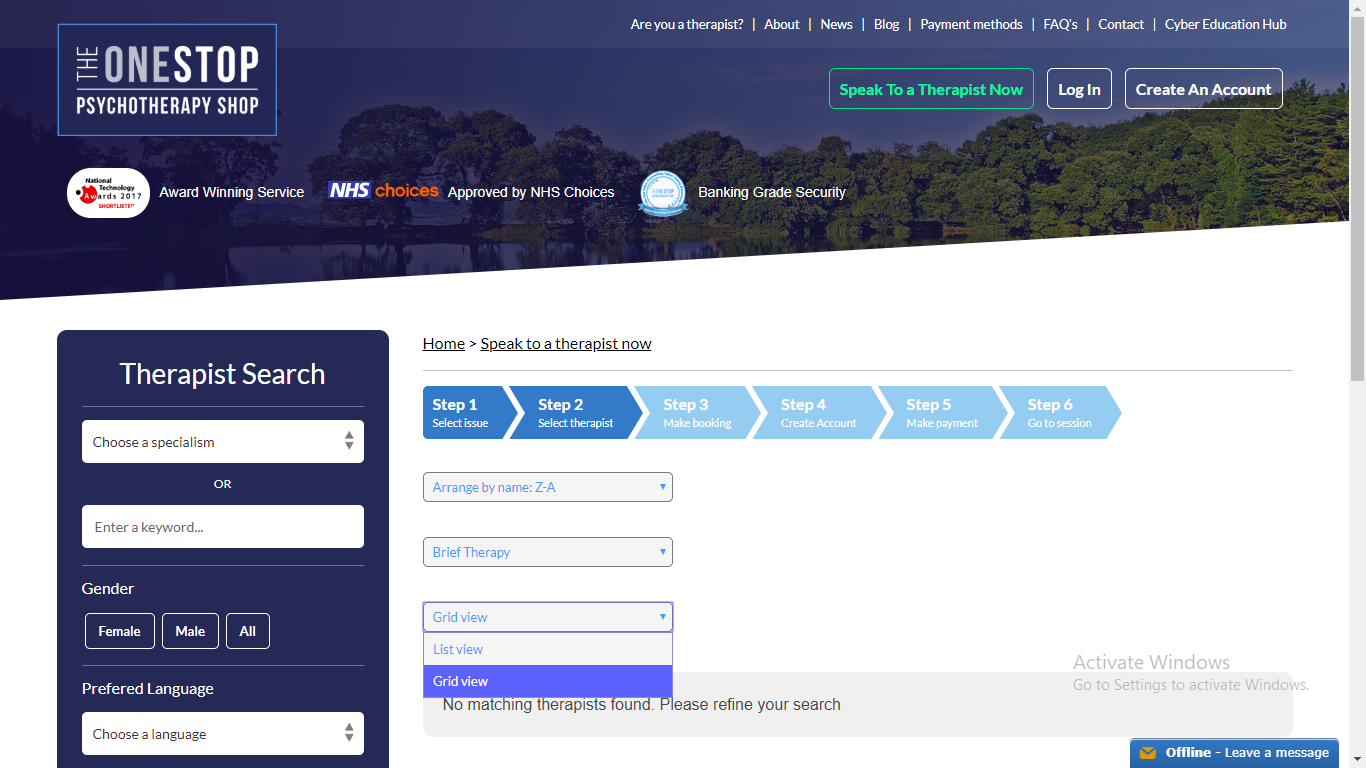 Are you a therapist? | About | News | Blog | Payment methods | FAQ's | Contact | Cyber Education Hub
THE ONESTOP
PSYCHOTHERAPY SHOP
Speak To a Therapist Now
Log In
Create An Account
National
Technology
Awards 2017
SHORTLISTED
Award Winning Service
NHS choices
Approved by NHS Choices
ONESTOP
Banking Grade Security
Therapist Search
Choose a specialism
OR
Enter a keyword...
Gender
Female
Male
All
Prefered Language
Choose a language
Home > Speak to a therapist now
Step 1
Select issue
Step 2
Select therapist
Step 3
Make booking
Step 4
Create Account
Step 5
Make payment
Step 6
Go to session
Arrange by name: Z-A
Brief Therapy
Grid view
List view
Grid view
No matching therapists found. Please refine your search
Activate Windows
Go to Settings to activate Windows.
Offline - Leave a message